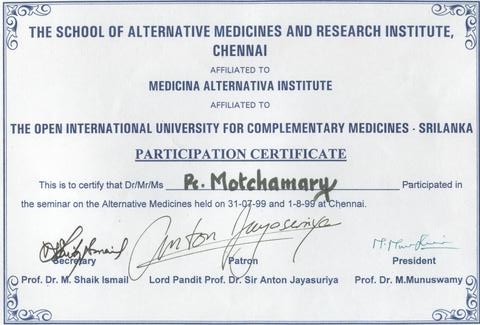 THE SCHOOL OF ALTERNATIVE MEDICINES AND RESEARCH INSTITUTE,
CHENNAI
AFFILIATED TO
MEDICINA ALTERNATIVA INSTITUTE
AFFILIATED TO
THE OPEN INTERNATIONAL UNIVERSITY FOR COMPLEMENTARY MEDICINES - SRILANKA
PARTICIPATION CERTIFICATE
This is to certify that Dr/Mr/Ms Motchamary Participated in
the seminar on the Alternative Medicines held on 31-07-99 and 1-8-99 at Chennai.
Anton Jayasuriya
Secretary Patron President
Prof. Dr. M. Shaik Ismail Lord Pandit Prof. Dr. Sir Anton Jayasuriya Prof. Dr. M.Munuswamy